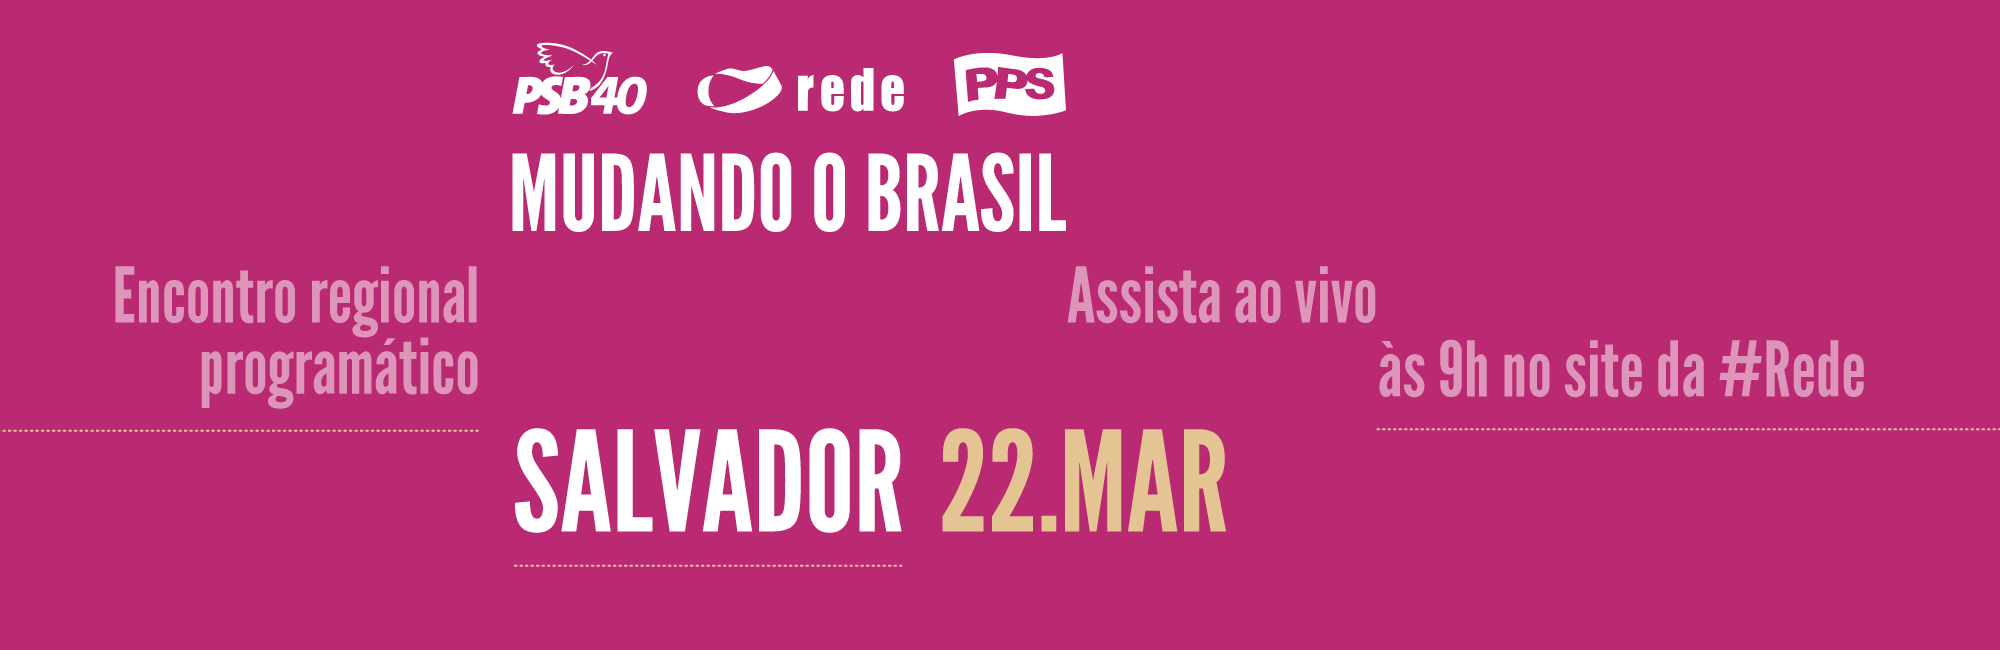 PSB40 rede PPS
MUDANDO O BRASIL
Encontro regional
programático
Assista ao vivo
às 9h no site da #Rede
SALVADOR 22.MAR